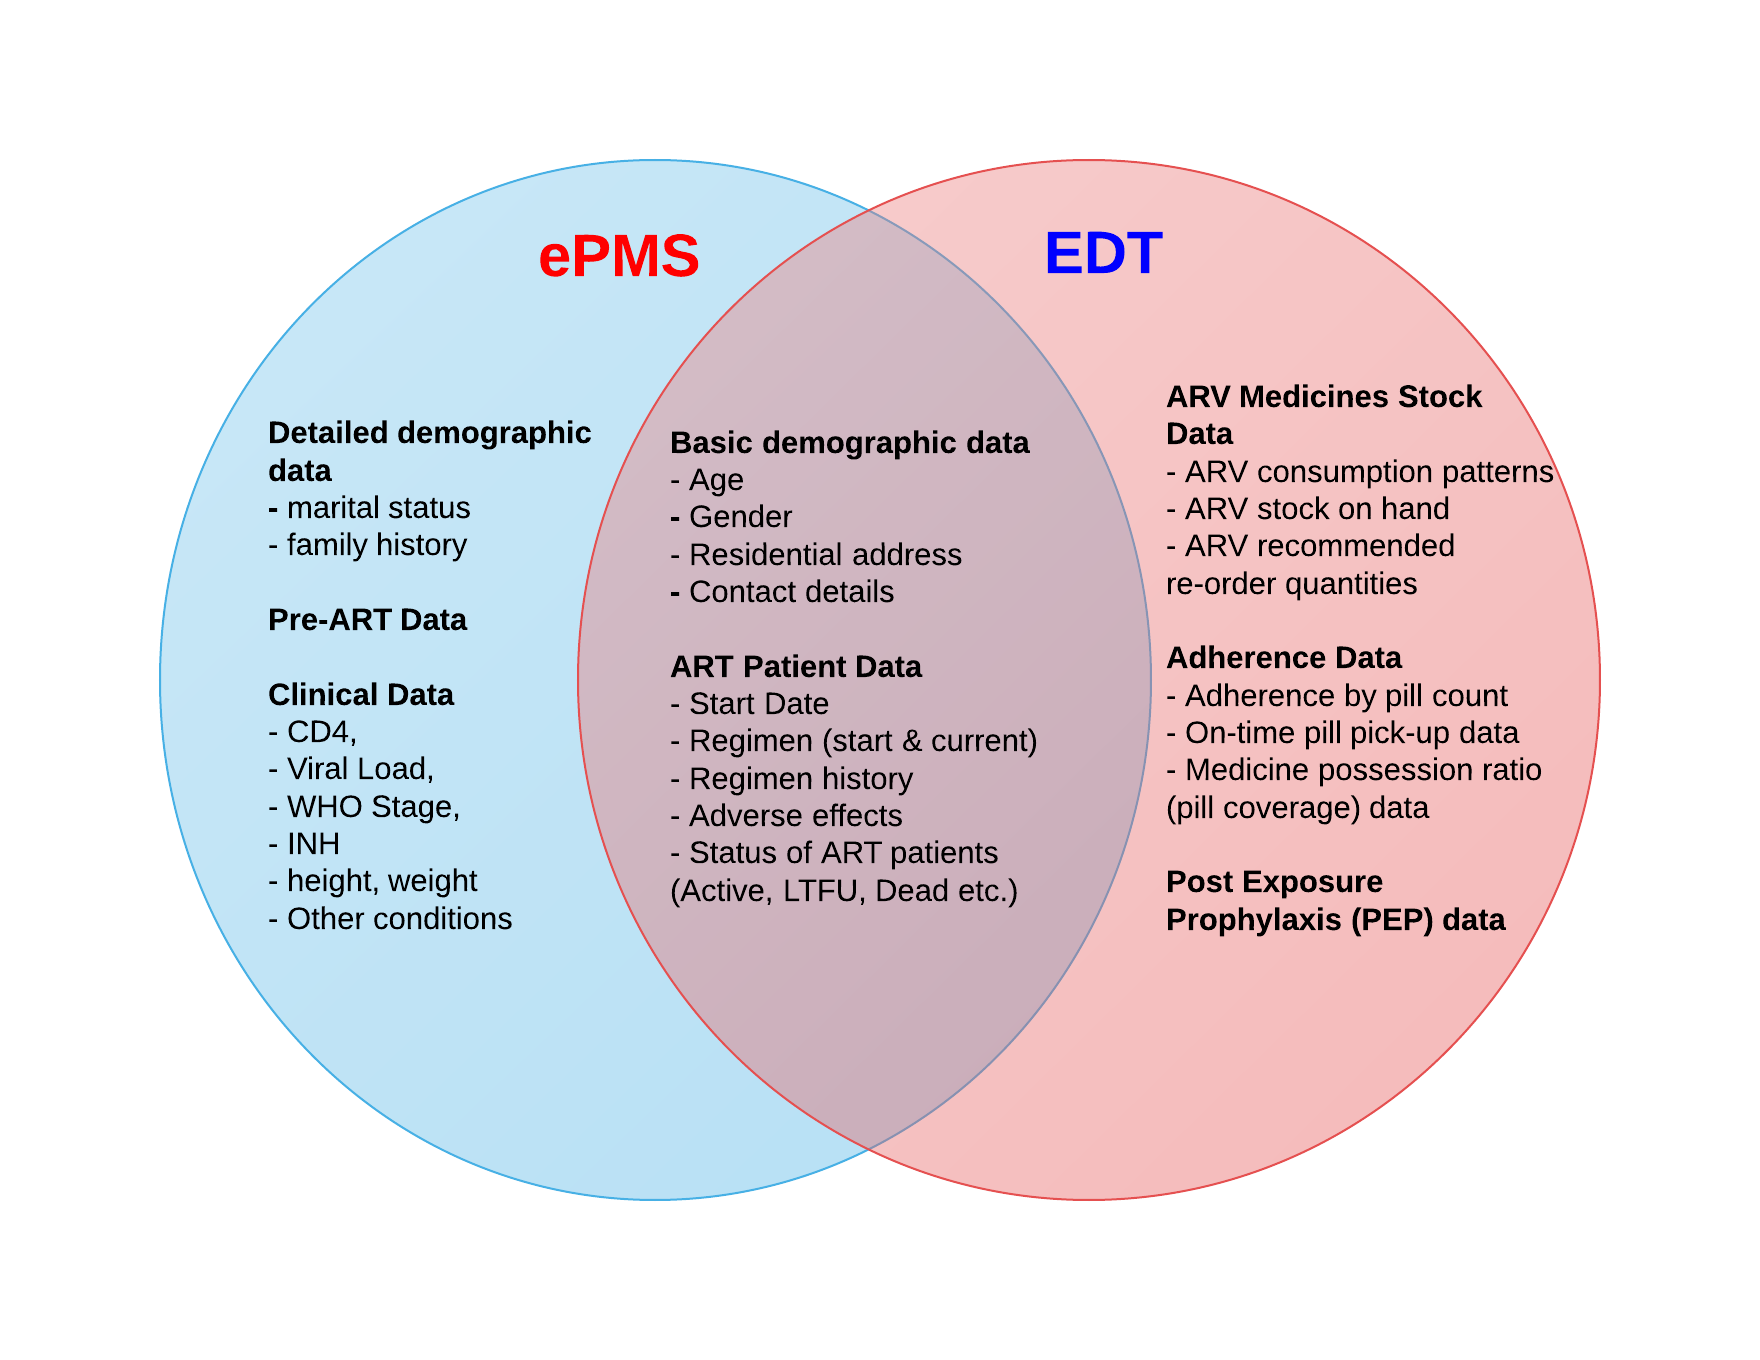 ePMS
EDT
Detailed demographic
data
- marital status
- family history
Pre-ART Data
Clinical Data
- CD4,
- Viral Load,
- WHO Stage,
- INH
- height, weight
- Other conditions
Basic demographic data
- Age
- Gender
- Residential address
- Contact details
ART Patient Data
- Start Date
- Regimen (start & current)
- Regimen history
- Adverse effects
- Status of ART patients
(Active, LTFU, Dead etc.)
ARV Medicines Stock
Data
- ARV consumption patterns
- ARV stock on hand
- ARV recommended
re-order quantities
Adherence Data
- Adherence by pill count
- On-time pill pick-up data
- Medicine possession ratio
(pill coverage) data
Post Exposure
Prophylaxis (PEP) data